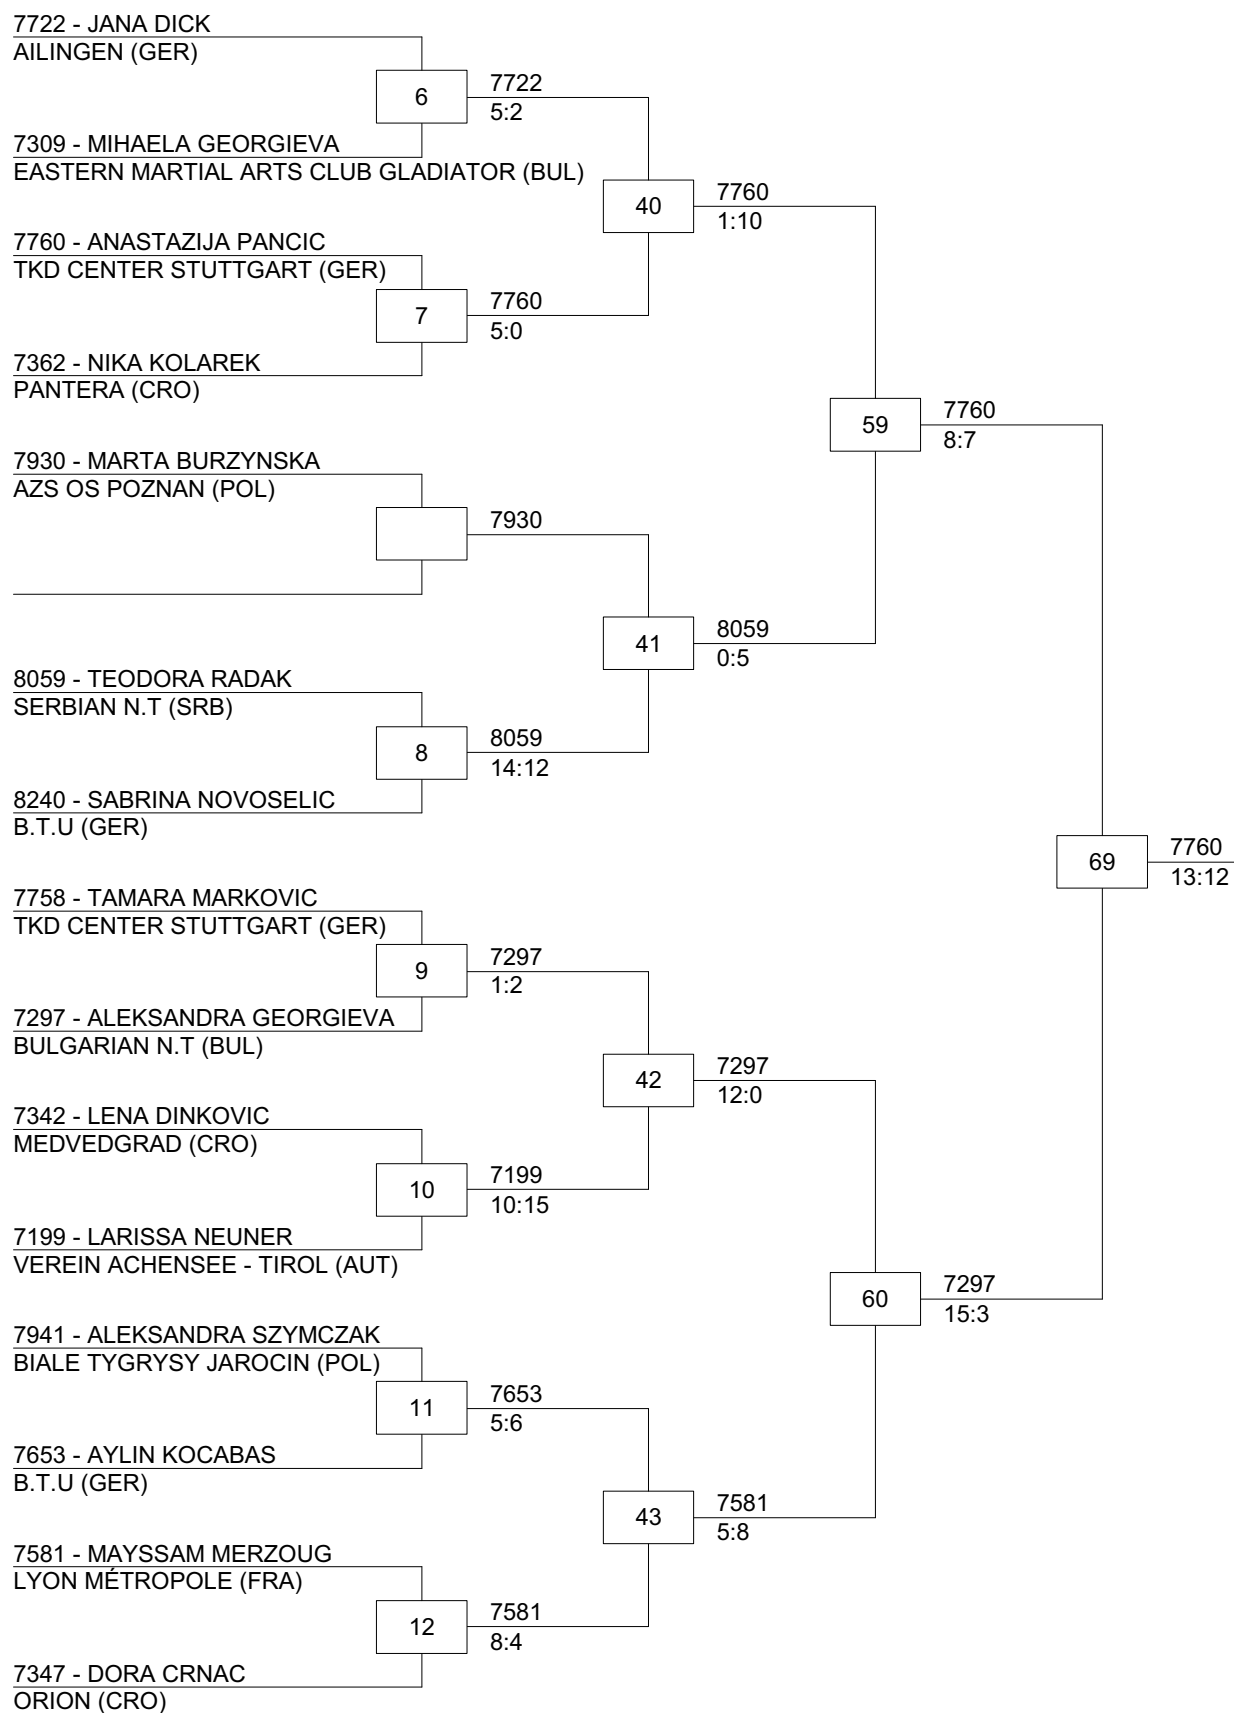 7722 - JANA DICK
AILINGEN (GER)
6
7722
5:2
7309 - MIHAELA GEORGIEVA
EASTERN MARTIAL ARTS CLUB GLADIATOR (BUL)
40
7760
1:10
7760 - ANASTAZIJA PANCIC
TKD CENTER STUTTGART (GER)
7
7760
5:0
7362 - NIKA KOLAREK
PANTERA (CRO)
59
7760
8:7
7930 - MARTA BURZYNSKA
AZS OS POZNAN (POL)
7930
41
8059
0:5
8059 - TEODORA RADAK
SERBIAN N.T (SRB)
8
8059
14:12
8240 - SABRINA NOVOSELIC
B.T.U (GER)
69
7760
13:12
7758 - TAMARA MARKOVIC
TKD CENTER STUTTGART (GER)
9
7297
1:2
7297 - ALEKSANDRA GEORGIEVA
BULGARIAN N.T (BUL)
42
7297
12:0
7342 - LENA DINKOVIC
MEDVEDGRAD (CRO)
10
7199
10:15
7199 - LARISSA NEUNER
VEREIN ACHENSEE - TIROL (AUT)
60
7297
15:3
7941 - ALEKSANDRA SZYMCZAK
BIALE TYGRYSY JAROCIN (POL)
11
7653
5:6
7653 - AYLIN KOCABAS
B.T.U (GER)
43
7581
5:8
7581 - MAYSSAM MERZOUG
LYON MÉTROPOLE (FRA)
12
7581
8:4
7347 - DORA CRNAC
ORION (CRO)